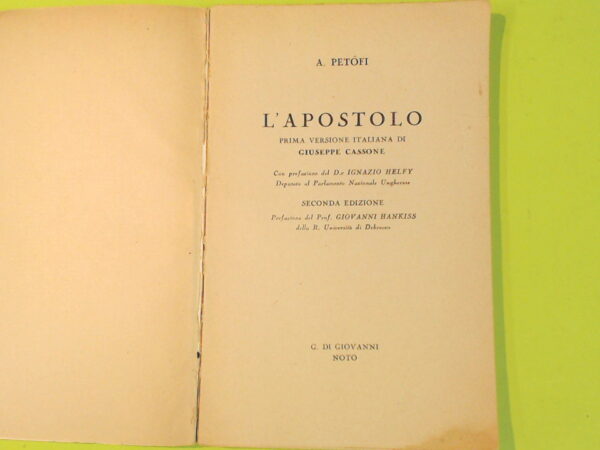 A. PETÖFI
L'APOSTOLO
PRIMA VERSIONE ITALIANA DI
GIUSEPPE CASSONE
Con prefazione del D.r IGNAZIO HELFY
Deputato al Parlamento Nazionale Ungherese
SECONDA EDIZIONE
Prefazione del Prof. GIOVANNI HANKISS
della R. Università di Debrecen
G. DI GIOVANNI
NOTO